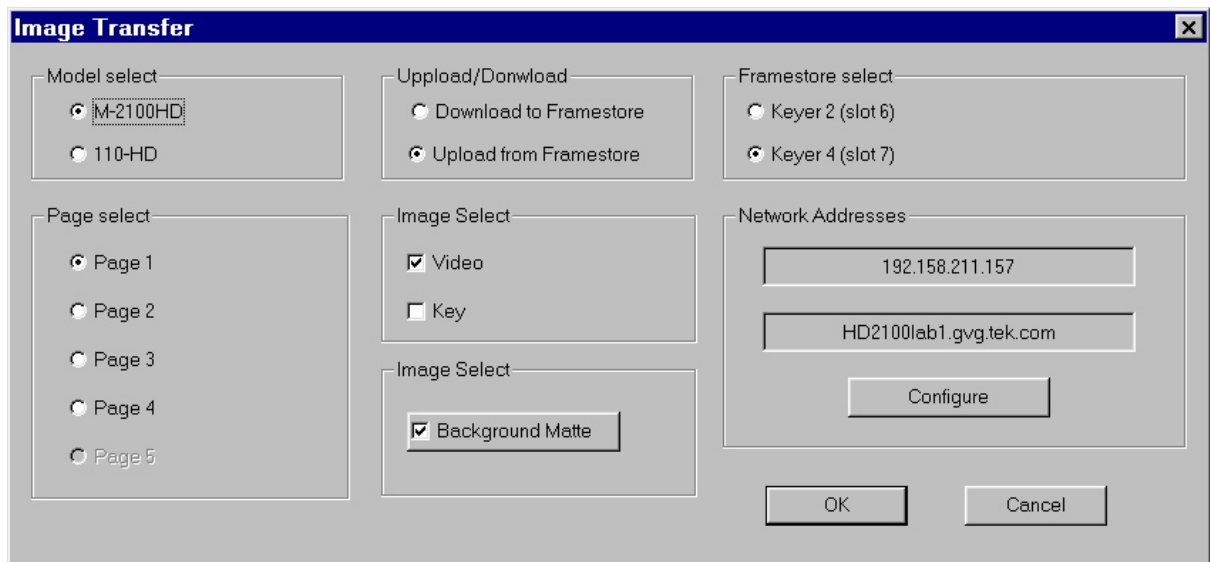 Image Transfer
Model select
M-2100HD
110-HD
Uppload/Donwload
Download to Framestore
Upload from Framestore
Framestore select
Keyer 2 (slot 6)
Keyer 4 (slot 7)
Page select
Page 1
Page 2
Page 3
Page 4
Page 5
Image Select
Video
Key
Image Select
Background Matte
Network Addresses
192.158.211.157
HD2100lab1.gvg.tek.com
Configure
OK
Cancel